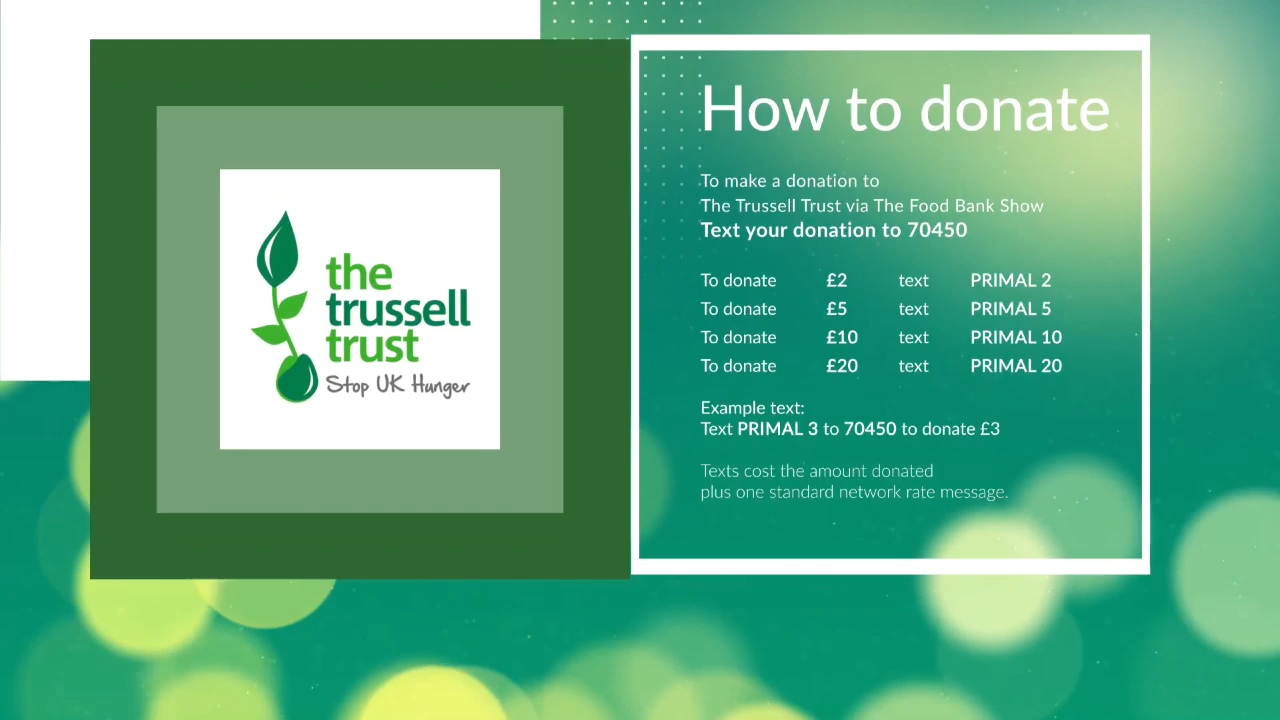 the
trussell
trust
Stop UK Hunger
How to donate
To make a donation to
The Trussell Trust via The Food Bank Show
Text your donation to 70450
To donate £2 text PRIMAL 2
To donate £5 text PRIMAL 5
To donate £10 text PRIMAL 10
To donate £20 text PRIMAL 20
Example text:
Text PRIMAL 3 to 70450 to donate £3
Texts cost the amount donated
plus one standard network rate message.